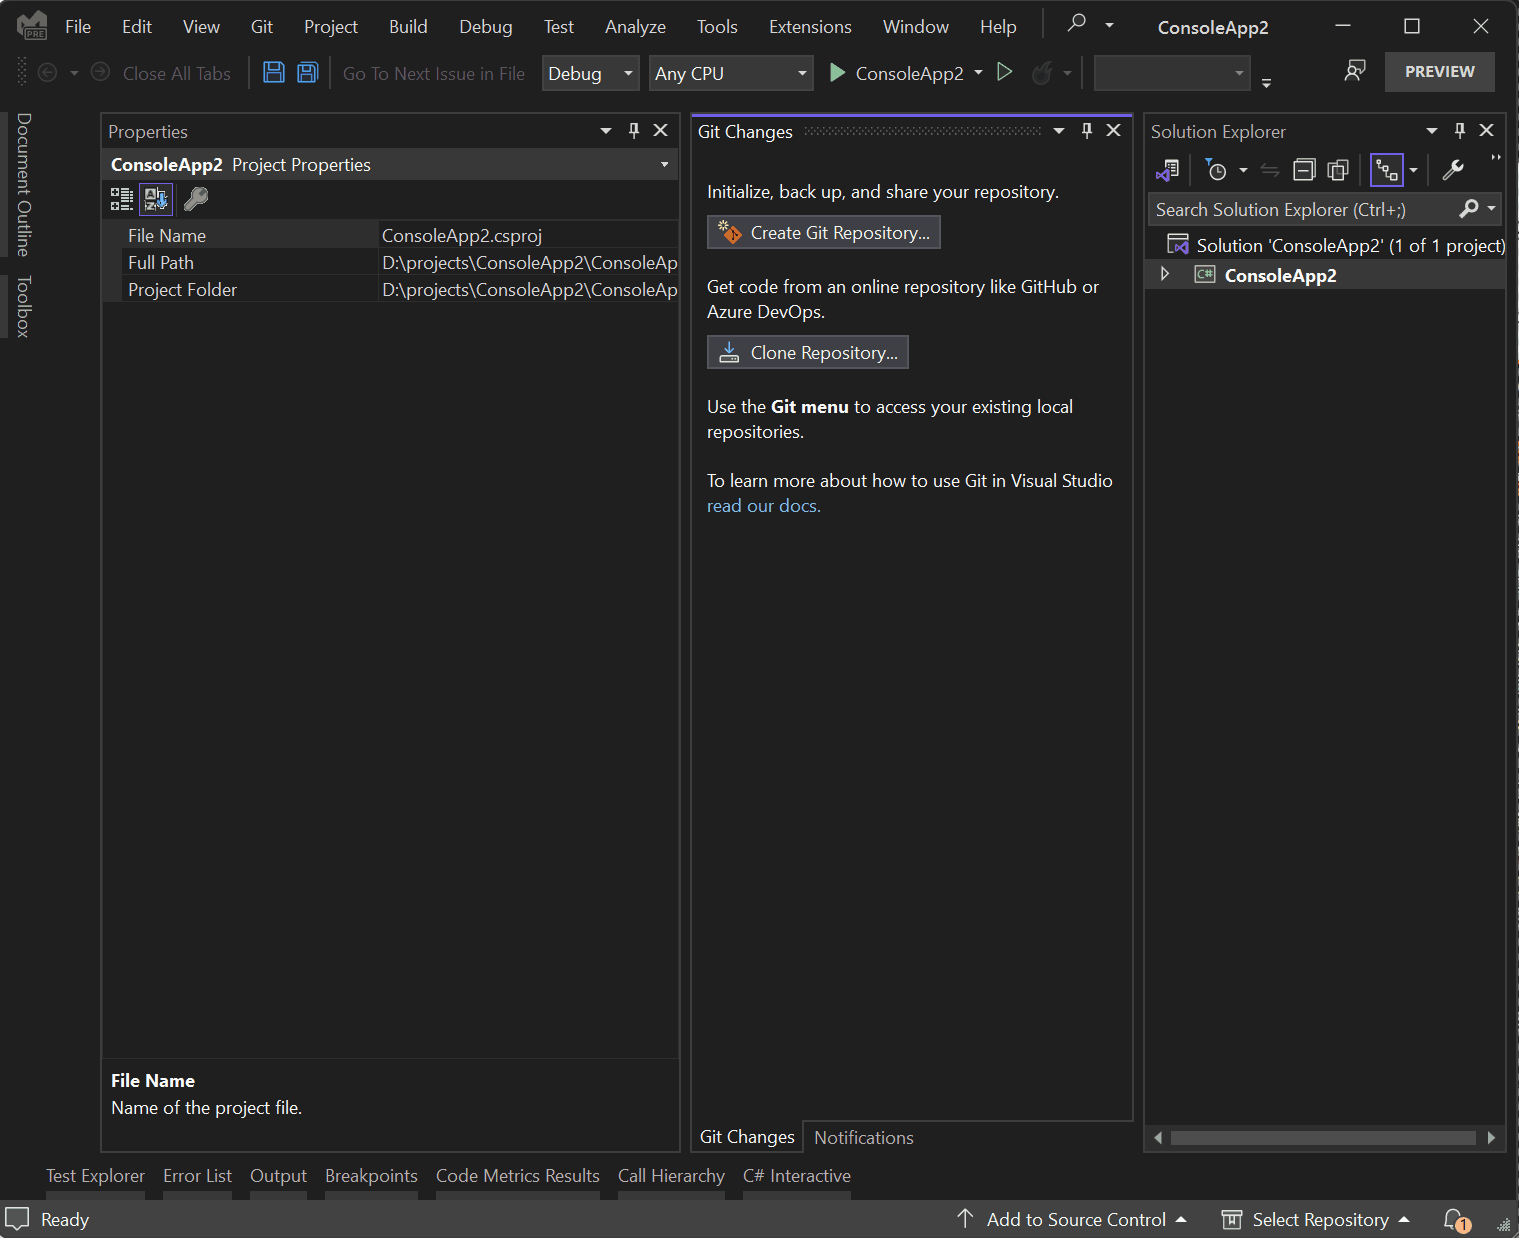 PRE
File Edit View Git Project Build Debug Test Analyze Tools Extensions Window Help ConsoleApp2
Close All Tabs Go To Next Issue in File Debug Any CPU ConsoleApp2 PREVIEW
Document Outline
Toolbox
Properties
ConsoleApp2 Project Properties
File Name ConsoleApp2.csproj
Full Path D:\projects\ConsoleApp2\ConsoleAp
Project Folder D:\projects\ConsoleApp2\ConsoleAp
File Name
Name of the project file.
Git Changes
Initialize, back up, and share your repository.
Create Git Repository...
Get code from an online repository like GitHub or
Azure DevOps.
Clone Repository...
Use the Git menu to access your existing local
repositories.
To learn more about how to use Git in Visual Studio
read our docs.
Git Changes Notifications
Solution Explorer
Search Solution Explorer (Ctrl+;)
Solution 'ConsoleApp2' (1 of 1 project)
C# ConsoleApp2
Test Explorer Error List Output Breakpoints Code Metrics Results Call Hierarchy C# Interactive
Ready Add to Source Control Select Repository 1